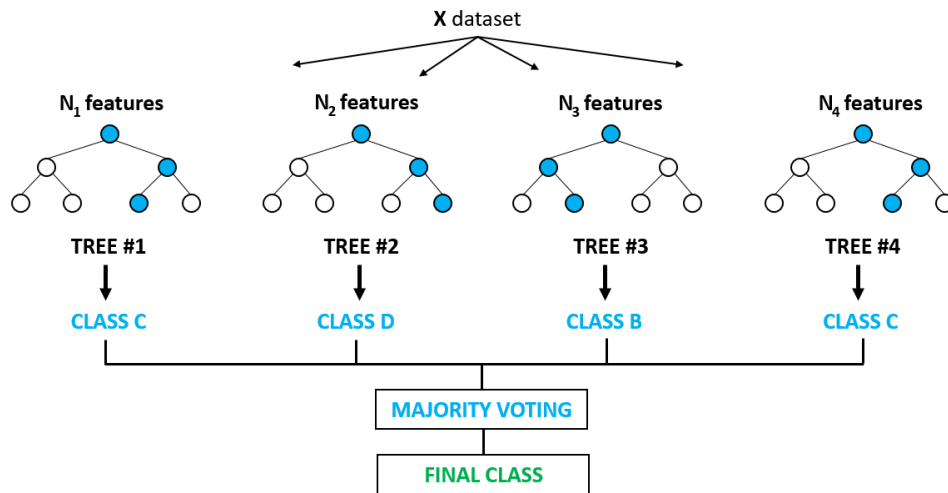 X dataset
N₁ features N₂ features N₃ features N₄ features
TREE #1 TREE #2 TREE #3 TREE #4
CLASS C CLASS D CLASS B CLASS C
MAJORITY VOTING
FINAL CLASS